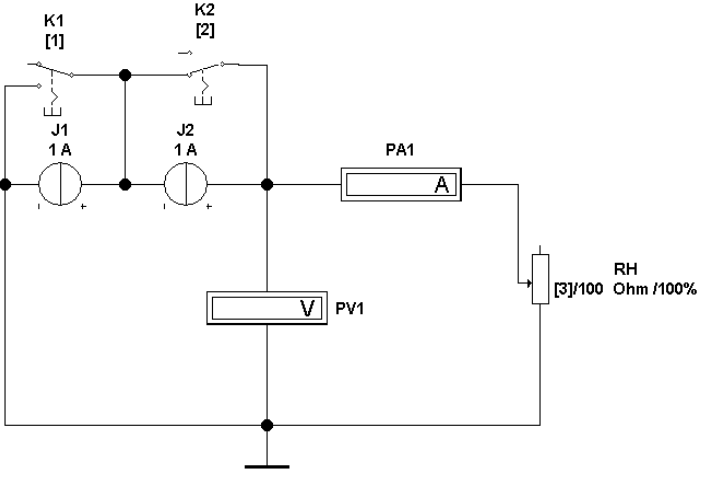 K1
[1]
K2
[2]
J1
1 A
J2
1 A
- +
- +
PA1
A
RH
[3]/100 Ohm /100%
V
PV1